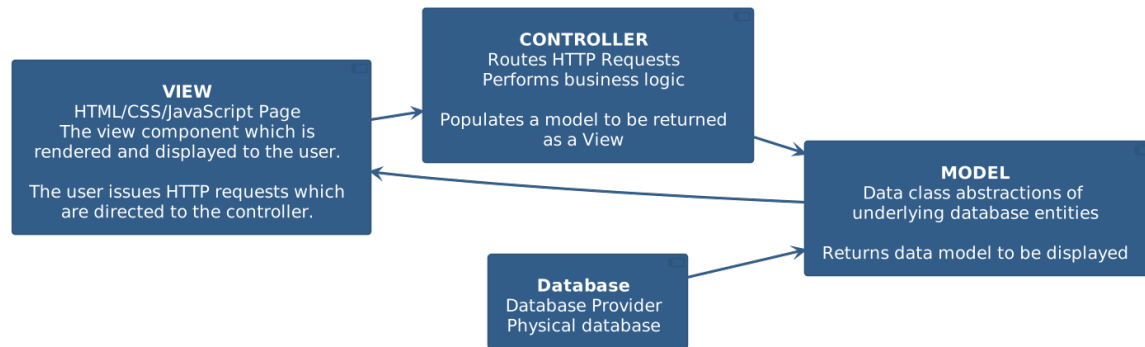 VIEW
HTML/CSS/JavaScript Page
The view component which is
rendered and displayed to the user.
The user issues HTTP requests which
are directed to the controller.
CONTROLLER
Routes HTTP Requests
Performs business logic
Populates a model to be returned
as a View
MODEL
Data class abstractions of
underlying database entities
Returns data model to be displayed
Database
Database Provider
Physical database